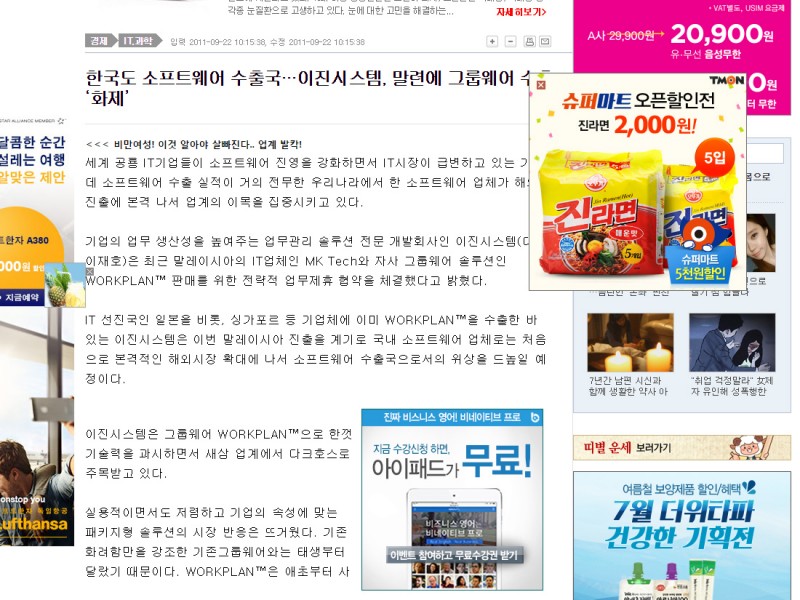 각종 눈질환으로 고생하고 있다. 눈에 대한 고민을 해결하는...
자세히보기>
경제
IT,과학
입력 2011-09-22 10:15:38, 수정 2011-09-22 10:15:38
한국도 소프트웨어 수출국…이진시스템, 말련에 그룹웨어 수
‘화제’
<<< 비만여성! 이것 알아야 살빠진다.. 업계 발칵!
세계 공룡 IT기업들이 소프트웨어 진영을 강화하면서 IT시장이 급변하고 있는
데 소프트웨어 수출 실적이 거의 전무한 우리나라에서 한 소프트웨어 업체가 해
진출에 본격 나서 업계의 이목을 집중시키고 있다.
기업의 업무 생산성을 높여주는 업무관리 솔루션 전문 개발회사인 이진시스템(
이재호)은 최근 말레이시아의 IT업체인 MK Tech와 자사 그룹웨어 솔루션인
WORKPLAN™ 판매를 위한 전략적 업무제휴 협약을 체결했다고 밝혔다.
IT 선진국인 일본을 비롯, 싱가포르 등 기업체에 이미 WORKPLAN™을 수출한 바
있는 이진시스템은 이번 말레이시아 진출을 계기로 국내 소프트웨어 업체로는 처음
으로 본격적인 해외시장 확대에 나서 소프트웨어 수출국으로서의 위상을 드높일 예
정이다.
이진시스템은 그룹웨어 WORKPLAN™으로 한껏
기술력을 과시하면서 새삼 업계에서 다크호스로
주목받고 있다.
실용적이면서도 저렴하고 기업의 속성에 맞는
패키지형 솔루션의 시장 반응은 뜨거웠다. 기존
화려함만을 강조한 기존그룹웨어와는 태생부터
달랐기 때문이다. WORKPLAN™은 애초부터 사
STAR ALLIANCE MEMBER
달콤한 순간
설레는 여행
알맞은 제안
트한자 A380
000원
지금예약
nonstop you
Lufthansa
진짜 비스니스 영어! 비네이티브 프로
지금 수강신청 하면,
아이패드가 무료!
비즈니스 영어는
비네이티브 프로
이벤트 참여하고 무료수강권 받기
• VAT별도, USIM 요금제
A사 29,900원→ 20,900원
유·무선 음성무한
0원
터 무한
TMON
슈퍼마트 오픈할인전
진라면 2,000원!
5입
진라면
매운맛
5개입
슈퍼마트
5천원할인
7년간 남편 시신과
함께 생활한 약사 아
"취업 걱정말라" 女제
자 유인해 성폭행한
띠별 운세 보러가기
여름철 보양제품 할인/혜택
7월 더위타파
건강한 기획전